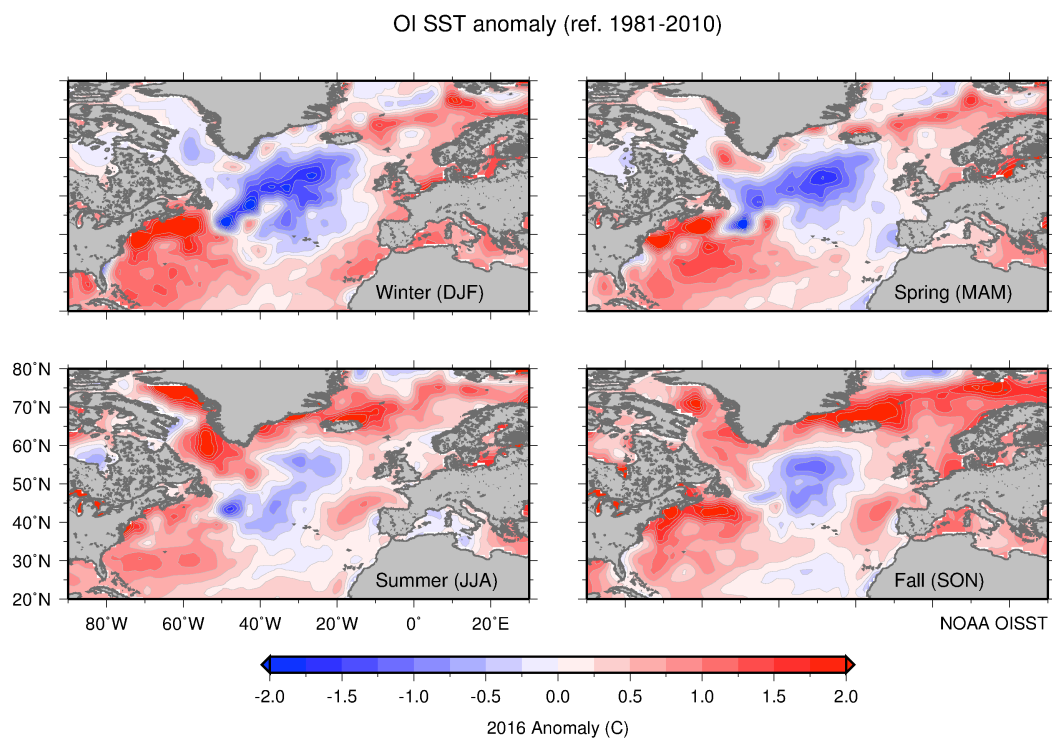 OI SST anomaly (ref. 1981-2010)
Winter (DJF)
Spring (MAM)
80˚N
70˚N
60˚N
50˚N
40˚N
30˚N
20˚N
Summer (JJA)
Fall (SON)
80˚W 60˚W 40˚W 20˚W 0˚ 20˚E
NOAA OISST
-2.0 -1.5 -1.0 -0.5 0.0 0.5 1.0 1.5 2.0
2016 Anomaly (C)